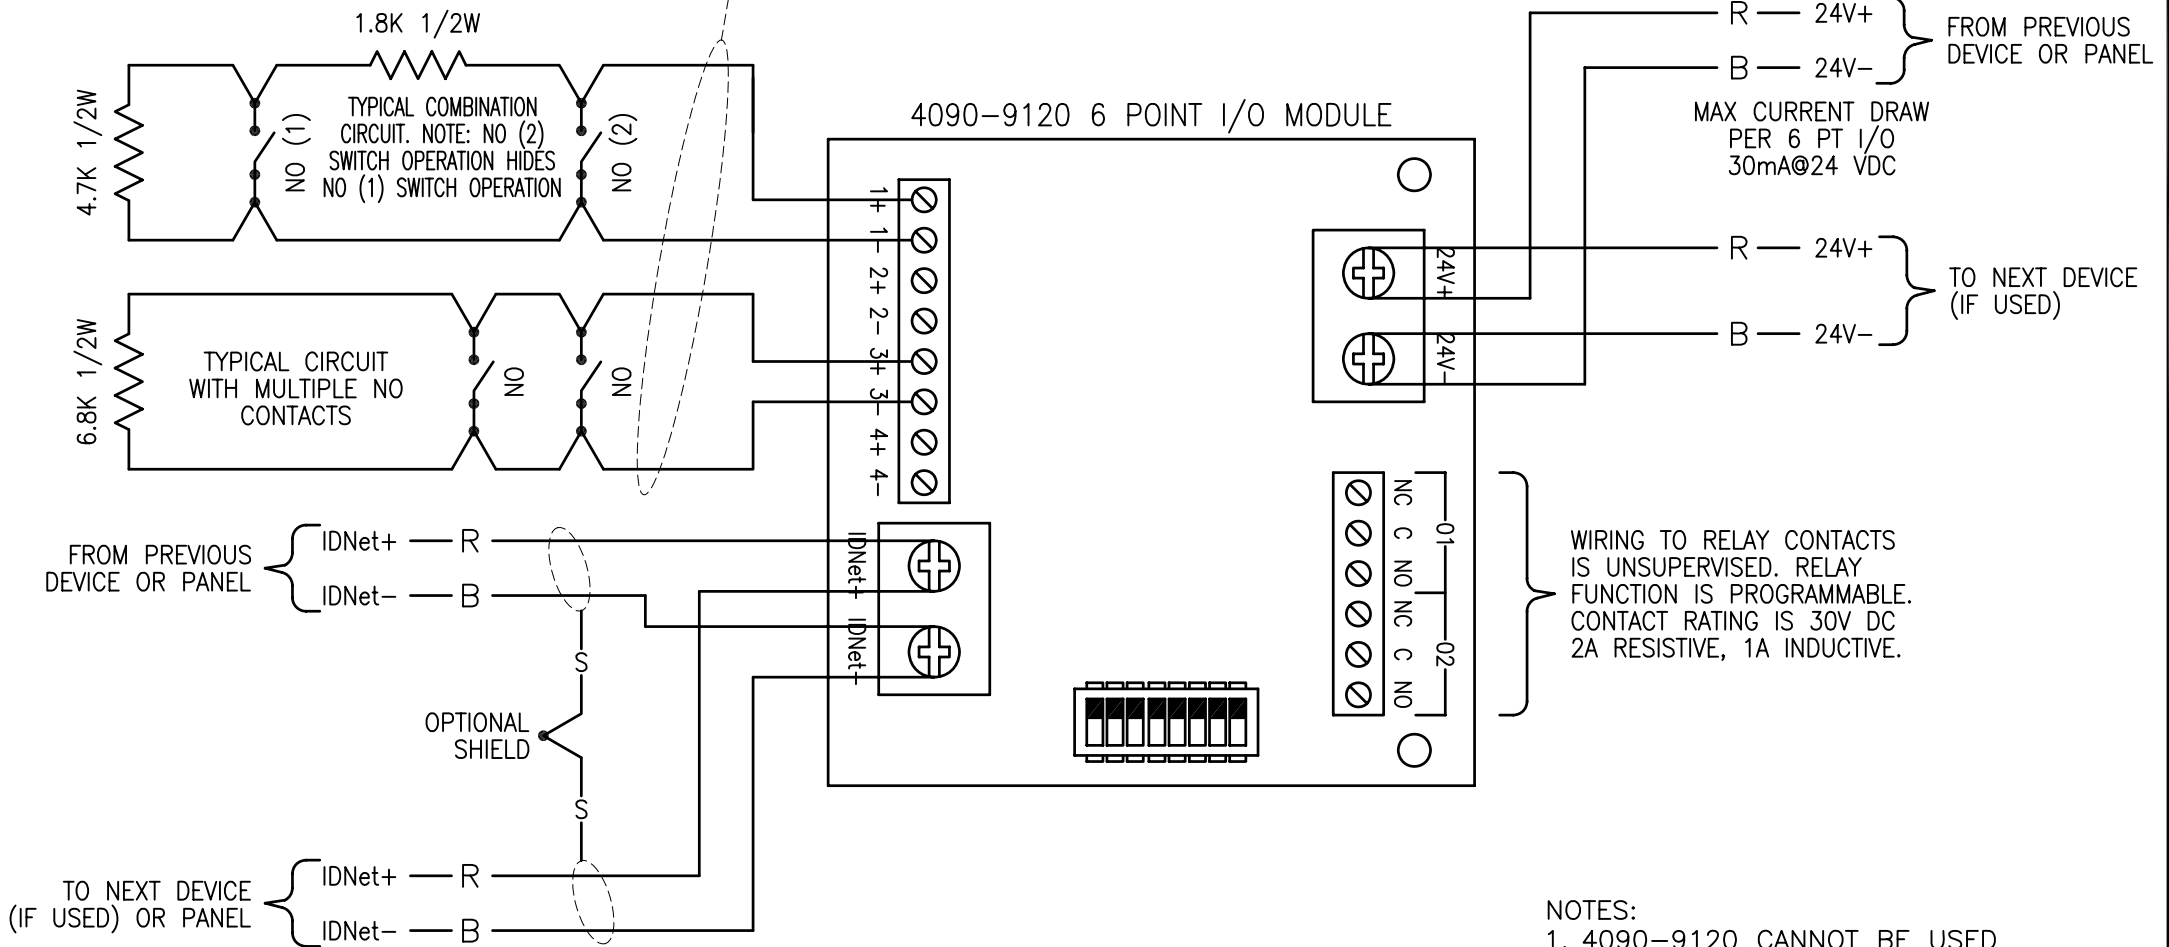 1.8K 1/2W
4.7K 1/2W
NO (1)
TYPICAL COMBINATION
CIRCUIT. NOTE: NO (2)
SWITCH OPERATION HIDES
NO (1) SWITCH OPERATION
NO (2)
6.8K 1/2W
TYPICAL CIRCUIT
WITH MULTIPLE NO
CONTACTS
NO
NO
4090-9120 6 POINT I/O MODULE
1+
1-
2+
2-
3+
3-
4+
4-
R 24V+
B 24V-
FROM PREVIOUS
DEVICE OR PANEL
MAX CURRENT DRAW
PER 6 PT I/O
30mA@24 VDC
24V+
24V-
R 24V+
B 24V-
TO NEXT DEVICE
(IF USED)
FROM PREVIOUS
DEVICE OR PANEL
IDNet+ R
IDNet- B
IDNet+
IDNet-
S
OPTIONAL
SHIELD
S
TO NEXT DEVICE
(IF USED) OR PANEL
IDNet+ R
IDNet- B
NC
C
NO
01
NC
C
NO
02
WIRING TO RELAY CONTACTS
IS UNSUPERVISED. RELAY
FUNCTION IS PROGRAMMABLE.
CONTACT RATING IS 30V DC
2A RESISTIVE, 1A INDUCTIVE.
NOTES:
1. 4090-9120 CANNOT BE USED